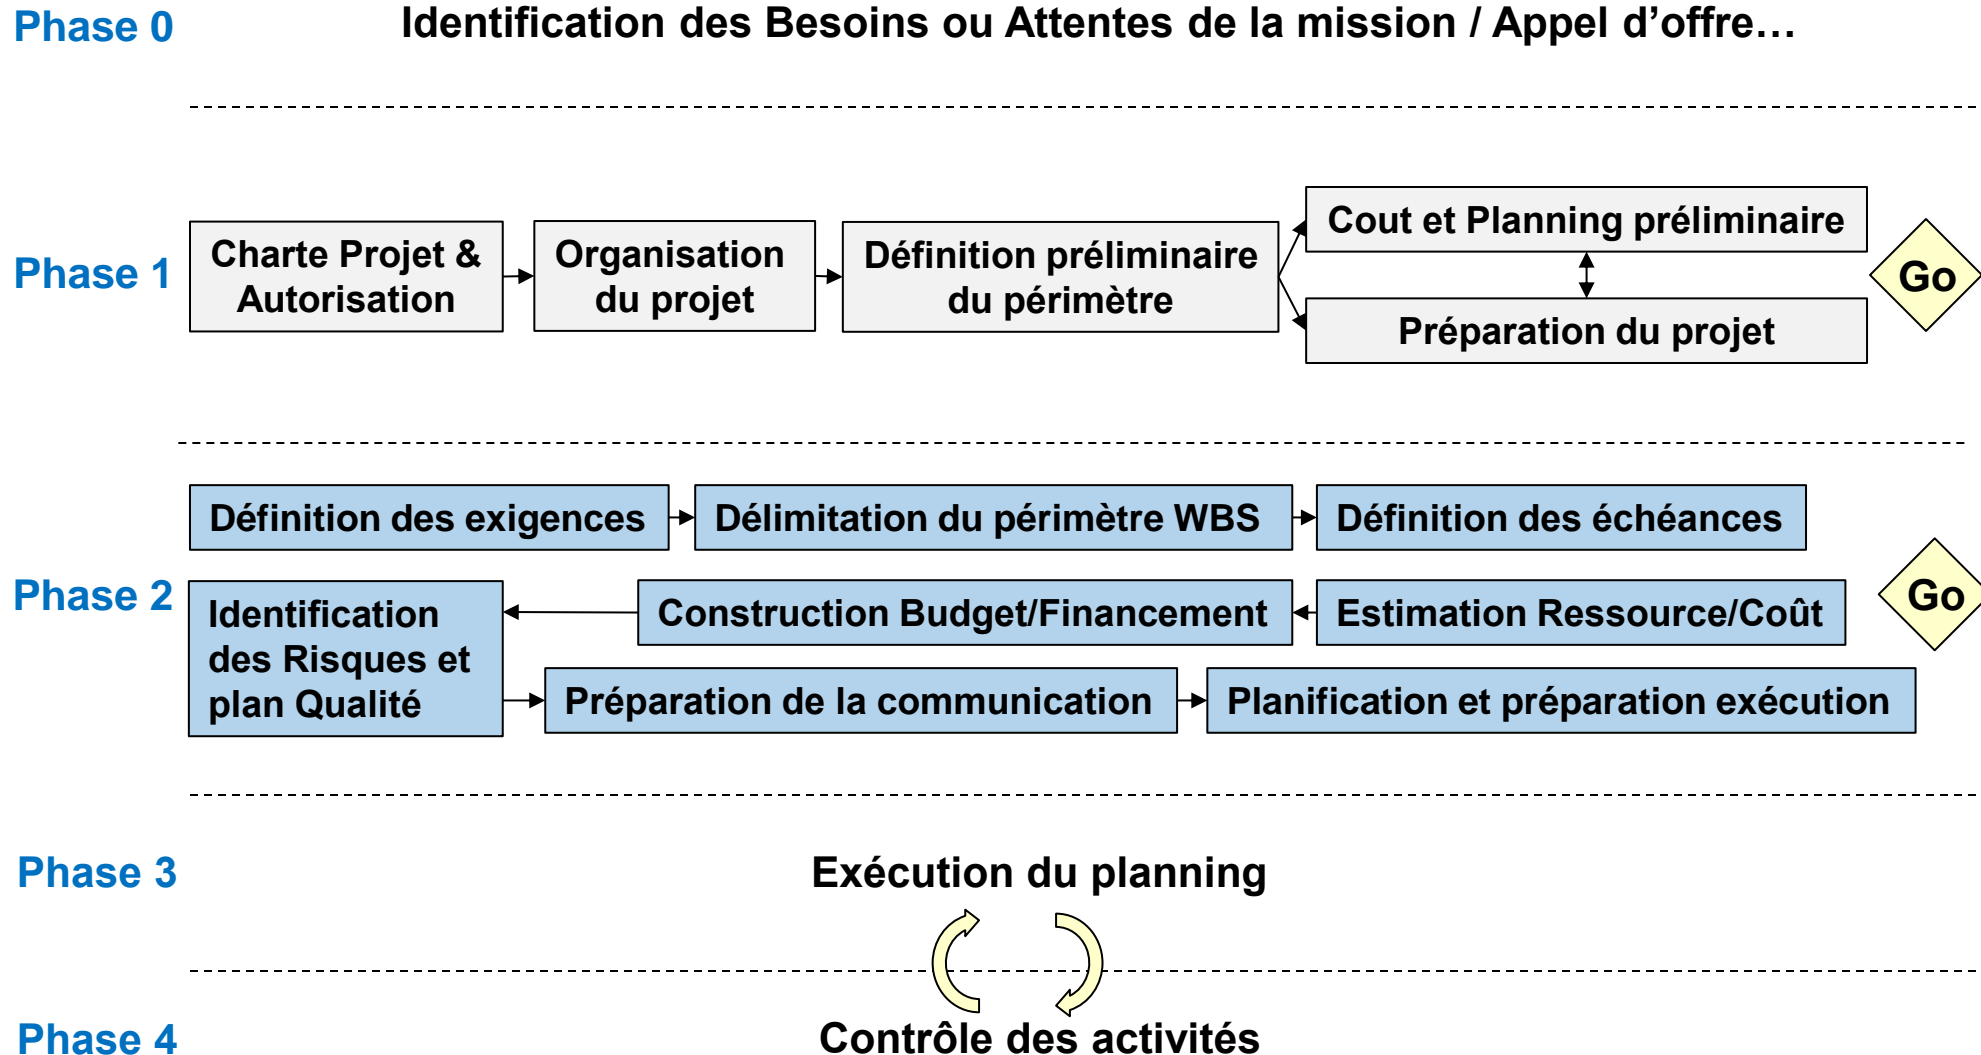 Phase 0
Identification des Besoins ou Attentes de la mission / Appel d’offre…
Phase 1
Charte Projet &
Autorisation
Organisation
du projet
Définition préliminaire
du périmètre
Cout et Planning préliminaire
Préparation du projet
Go
Phase 2
Définition des exigences
Délimitation du périmètre WBS
Définition des échéances
Estimation Ressource/Coût
Construction Budget/Financement
Identification
des Risques et
plan Qualité
Préparation de la communication
Planification et préparation exécution
Go
Phase 3
Exécution du planning
Phase 4
Contrôle des activités